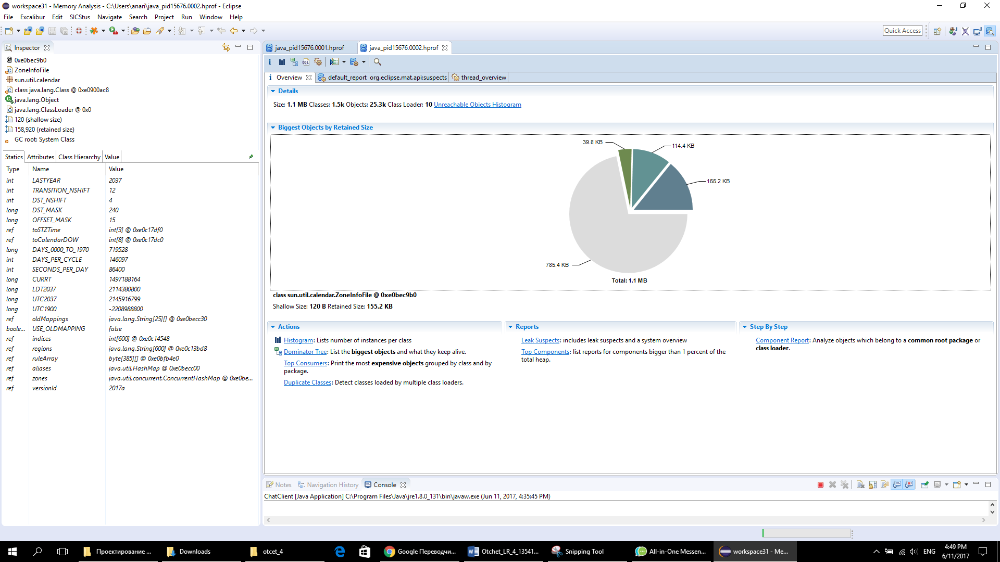 workspace31 - Memory Analysis - C:\Users\anari\java_pid15676.0002.hprof - Eclipse
File Excalibur Edit SICStus Navigate Search Project Run Window Help
Quick Access
Inspector
@ 0xe0bec9b0
ZoneInfoFile
sun.util.calendar
class java.lang.Class @ 0xe0900ac8
java.lang.Object
java.lang.ClassLoader @ 0x0
120 (shallow size)
158,920 (retained size)
GC root: System Class
Statics Attributes Class Hierarchy Value
Type Name Value
int LASTYEAR 2037
int TRANSITION_NSHIFT 12
int DST_NSHIFT 4
long DST_MASK 240
long OFFSET_MASK 15
ref toSTZTime int[3] @ 0xe0c17df0
ref toCalendarDOW int[8] @ 0xe0c17dc0
long DAYS_0000_TO_1970 719528
int DAYS_PER_CYCLE 146097
int SECONDS_PER_DAY 86400
long CURRT 1497188164
long LDT2037 2114380800
long UTC2037 2145916799
long UTC1900 -2208988800
ref oldMappings java.lang.String[25][] @ 0xe0becc30
boole... USE_OLDMAPPING false
ref indices int[600] @ 0xe0c14548
ref regions java.lang.String[600] @ 0xe0c13bd8
ref ruleArray byte[385][] @ 0xe0bfb4e0
ref aliases java.util.HashMap @ 0xe0becc00
ref zones java.util.concurrent.ConcurrentHashMap @ 0xe0be...
ref versionId 2017a
java_pid15676.0001.hprof java_pid15676.0002.hprof
Overview default_report org.eclipse.mat.api:suspects thread_overview
Details
Size: 1.1 MB Classes: 1.5k Objects: 25.3k Class Loader: 10 Unreachable Objects Histogram
Biggest Objects by Retained Size
39.8 KB
114.4 KB
155.2 KB
785.4 KB
Total: 1.1 MB
class sun.util.calendar.ZoneInfoFile @ 0xe0bec9b0
Shallow Size: 120 B Retained Size: 155.2 KB
Actions
Histogram: Lists number of instances per class
Dominator Tree: List the biggest objects and what they keep alive.
Top Consumers: Print the most expensive objects grouped by class and by
package.
Duplicate Classes: Detect classes loaded by multiple class loaders.
Reports
Leak Suspects: includes leak suspects and a system overview
Top Components: list reports for components bigger than 1 percent of the
total heap.
Step By Step
Component Report: Analyze objects which belong to a common root package or
class loader.
Notes Navigation History Console
ChatClient [Java Application] C:\Program Files\Java\jre1.8.0_131\bin\javaw.exe (Jun 11, 2017, 4:35:45 PM)
Проектирование ... Downloads otcet_4 Google Переводчи... Otchet_LR_4_13541... Snipping Tool All-in-One Messen... workspace31 - Me... ENG
4:49 PM
6/11/2017